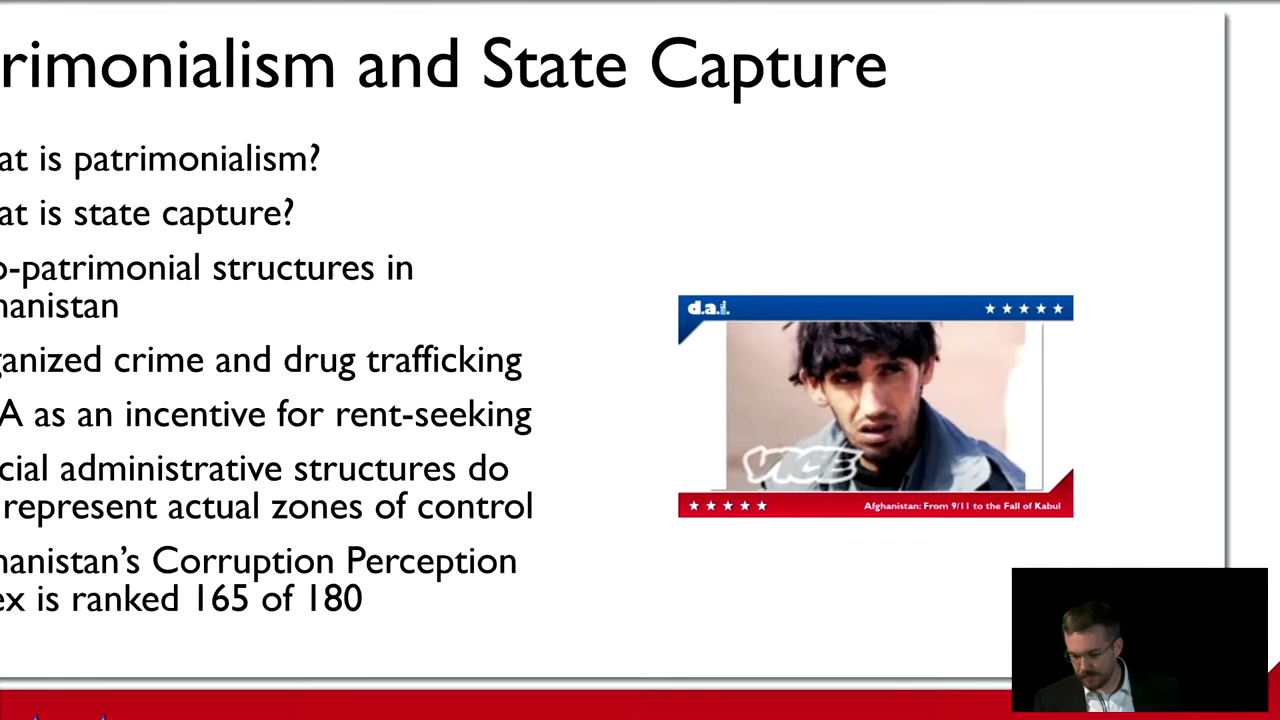 rimonialism and State Capture
at is patrimonialism?
at is state capture?
o-patrimonial structures in
hanistan
ganized crime and drug trafficking
A as an incentive for rent-seeking
cial administrative structures do
represent actual zones of control
hanistan's Corruption Perception
ex is ranked 165 of 180
d.a.i.
VICE
Afghanistan: From 9/11 to the Fall of Kabul